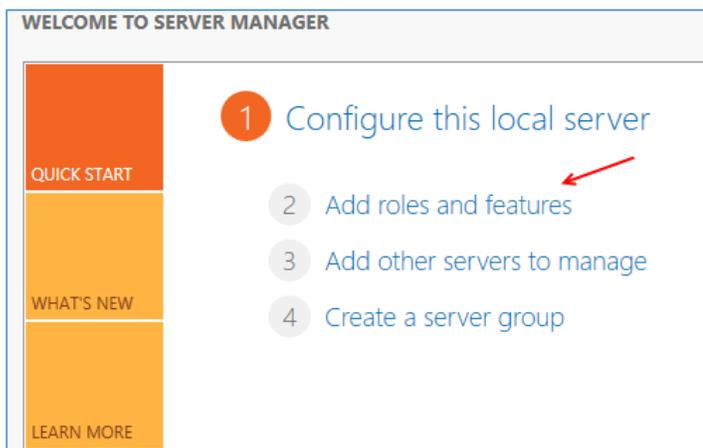 WELCOME TO SERVER MANAGER
1 Configure this local server
QUICK START
2 Add roles and features
3 Add other servers to manage
WHAT'S NEW
4 Create a server group
LEARN MORE